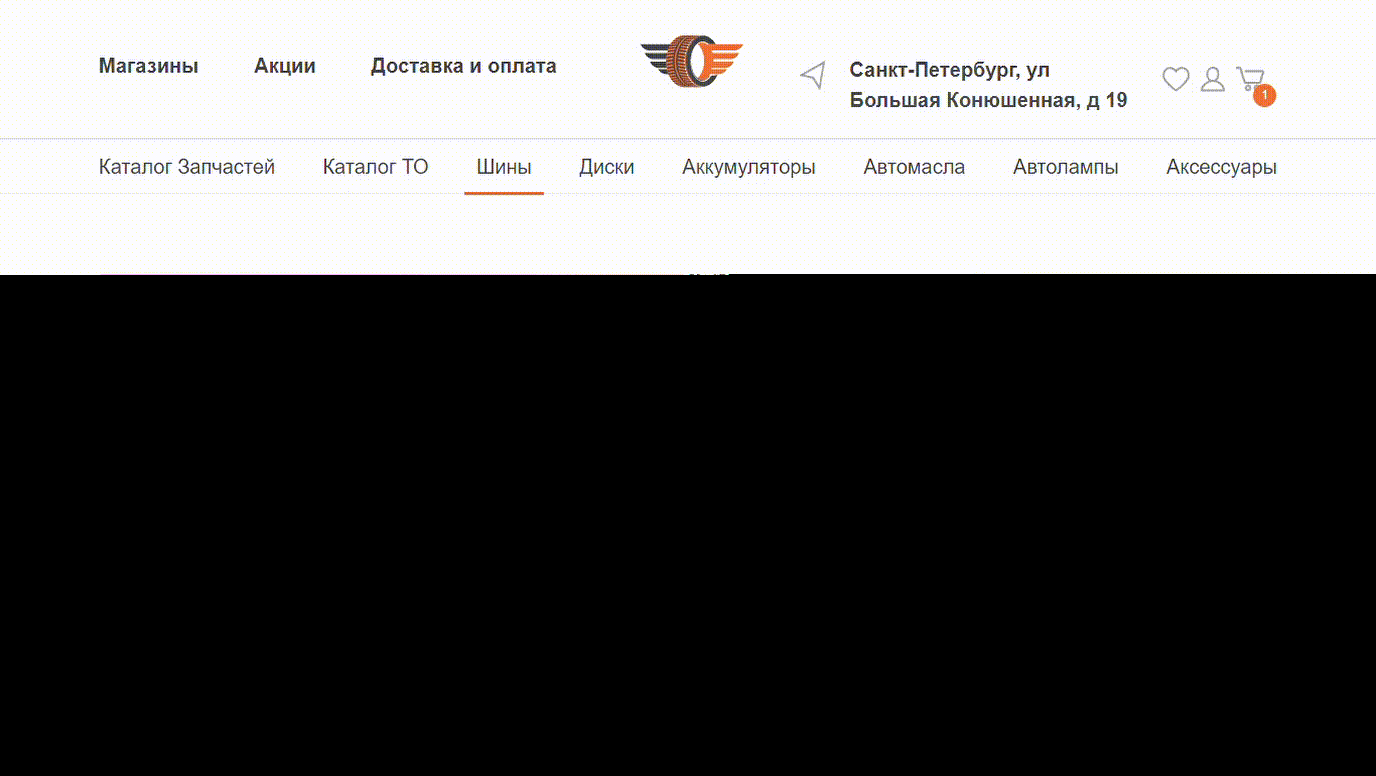 Магазины Акции Доставка и оплата
Санкт-Петербург, ул
Большая Конюшенная, д 19
1
Каталог Запчастей Каталог ТО Шины Диски Аккумуляторы Автомасла Автолампы Аксессуары